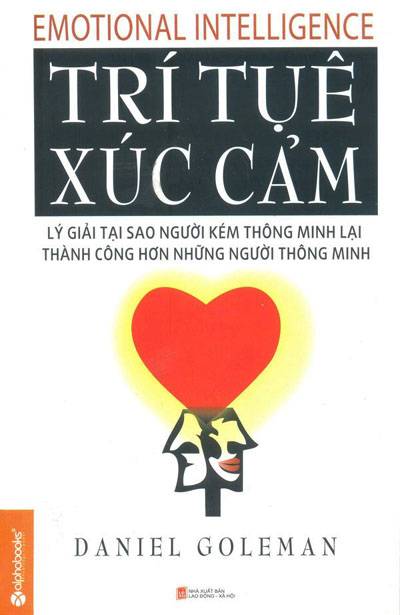 EMOTIONAL INTELLIGENCE
TRÍ TUỆ
XÚC CẢM
LÝ GIẢI TẠI SAO NGƯỜI KÉM THÔNG MINH LẠI
THÀNH CÔNG HƠN NHỮNG NGƯỜI THÔNG MINH
DANIEL GOLEMAN
alphabooks
NHÀ XUẤT BẢN
LAO ĐỘNG - XÃ HỘI